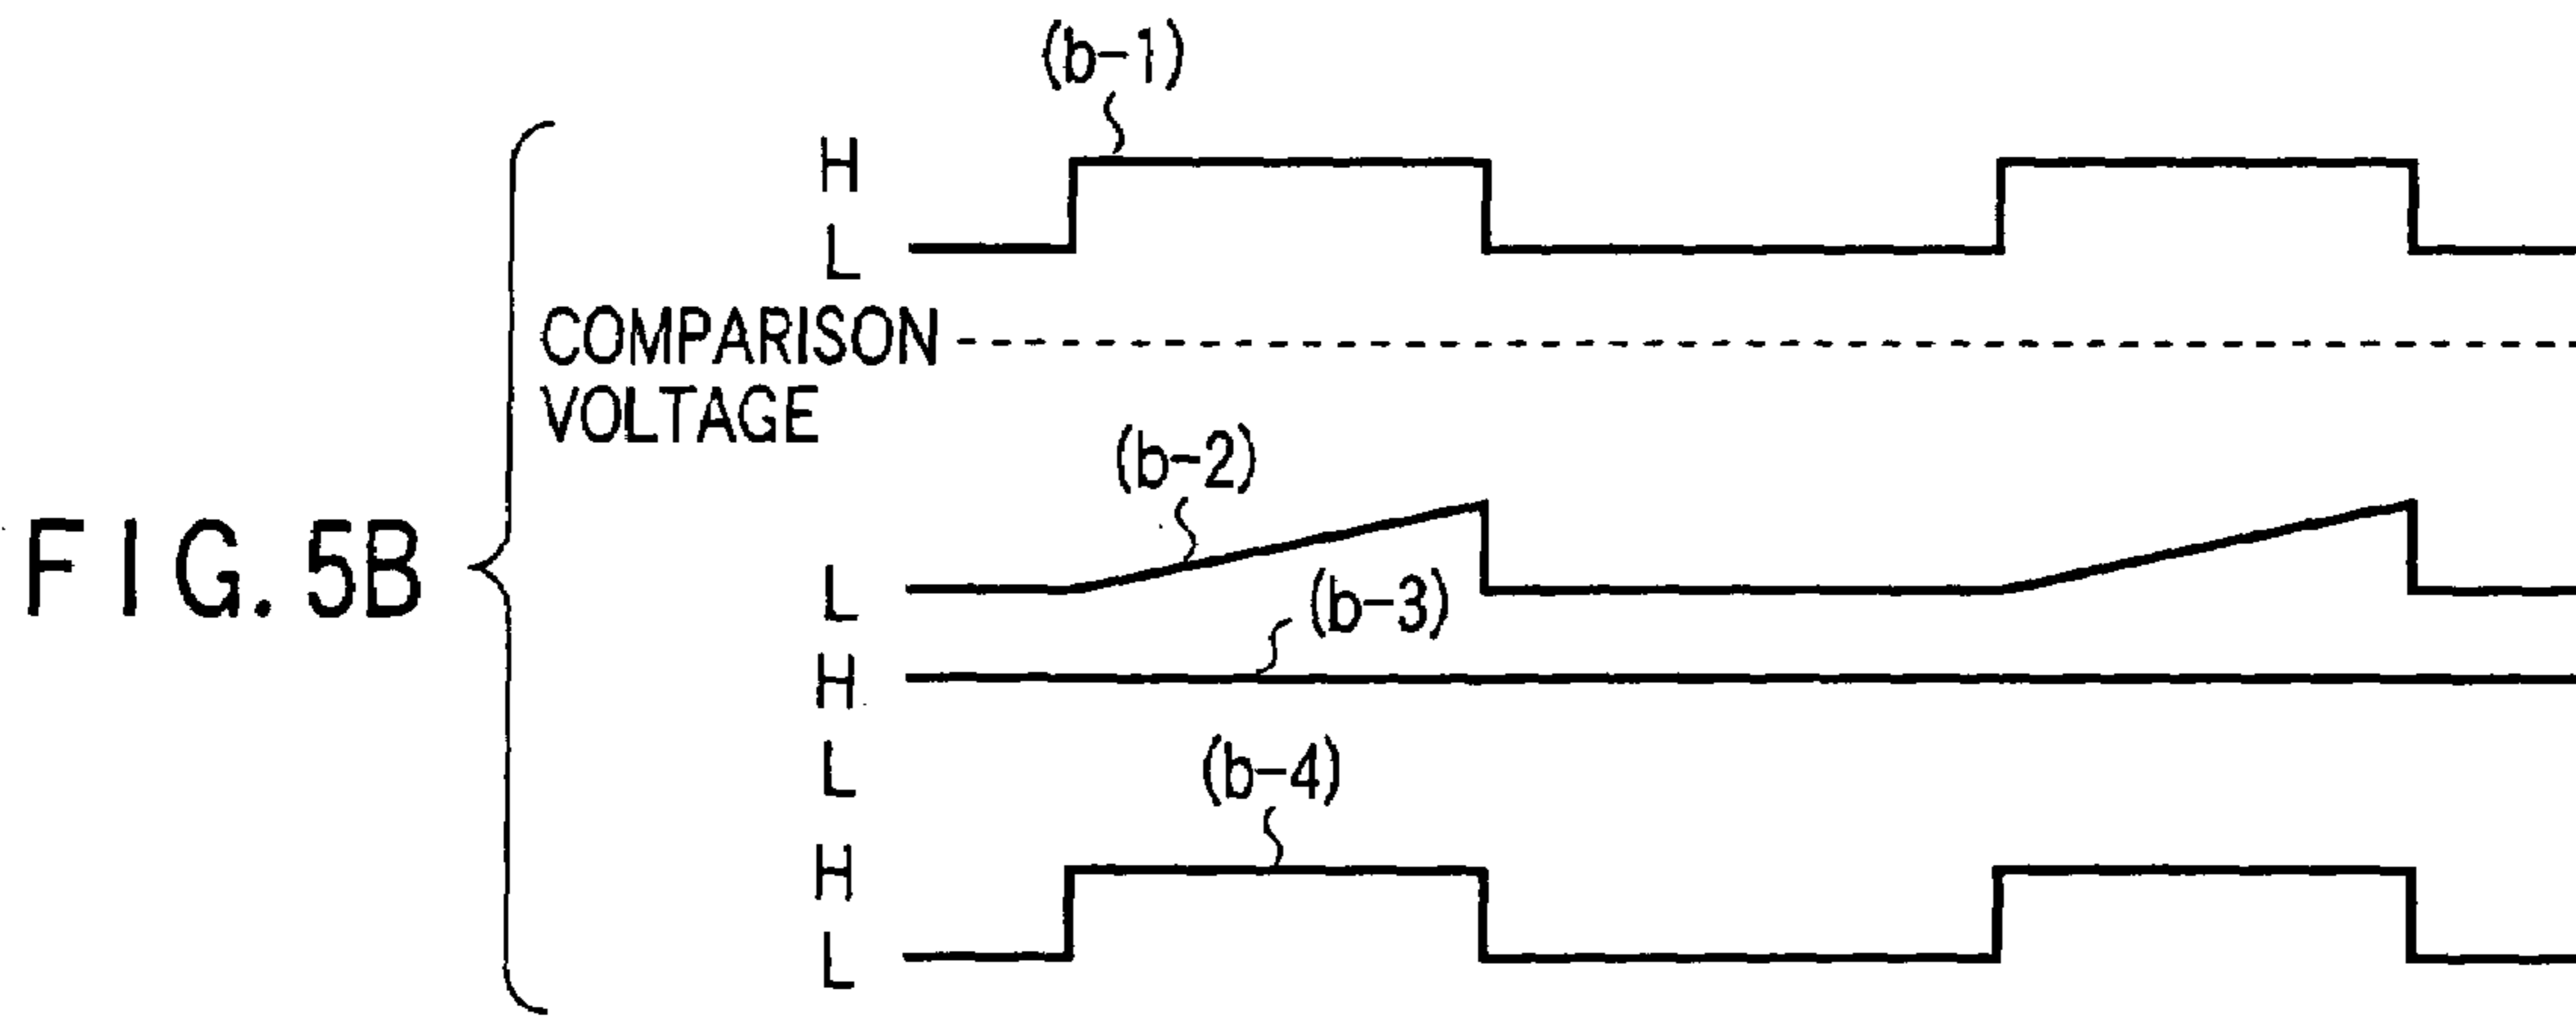 (b-1)
H
L
COMPARISON
VOLTAGE
(b-2)
FIG. 5B
L
(b-3)
H
L
(b-4)
H
L